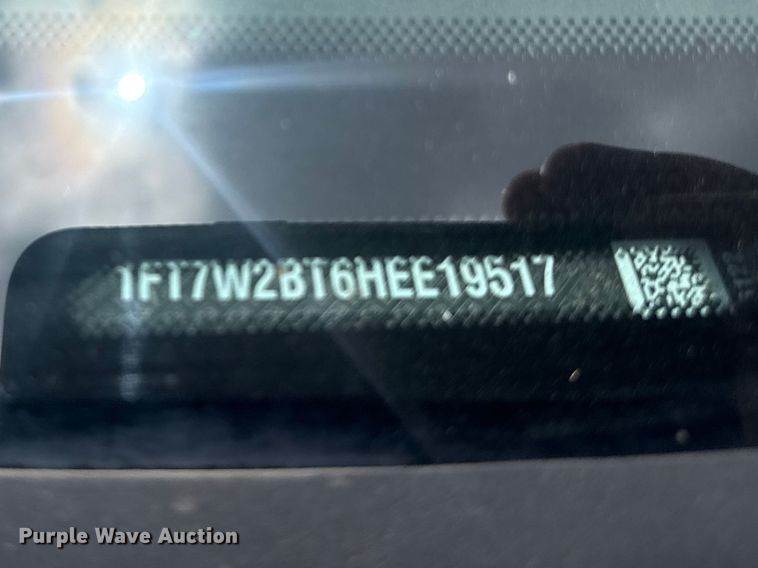 1FT7W2BT6HEE19517
Purple Wave Auction